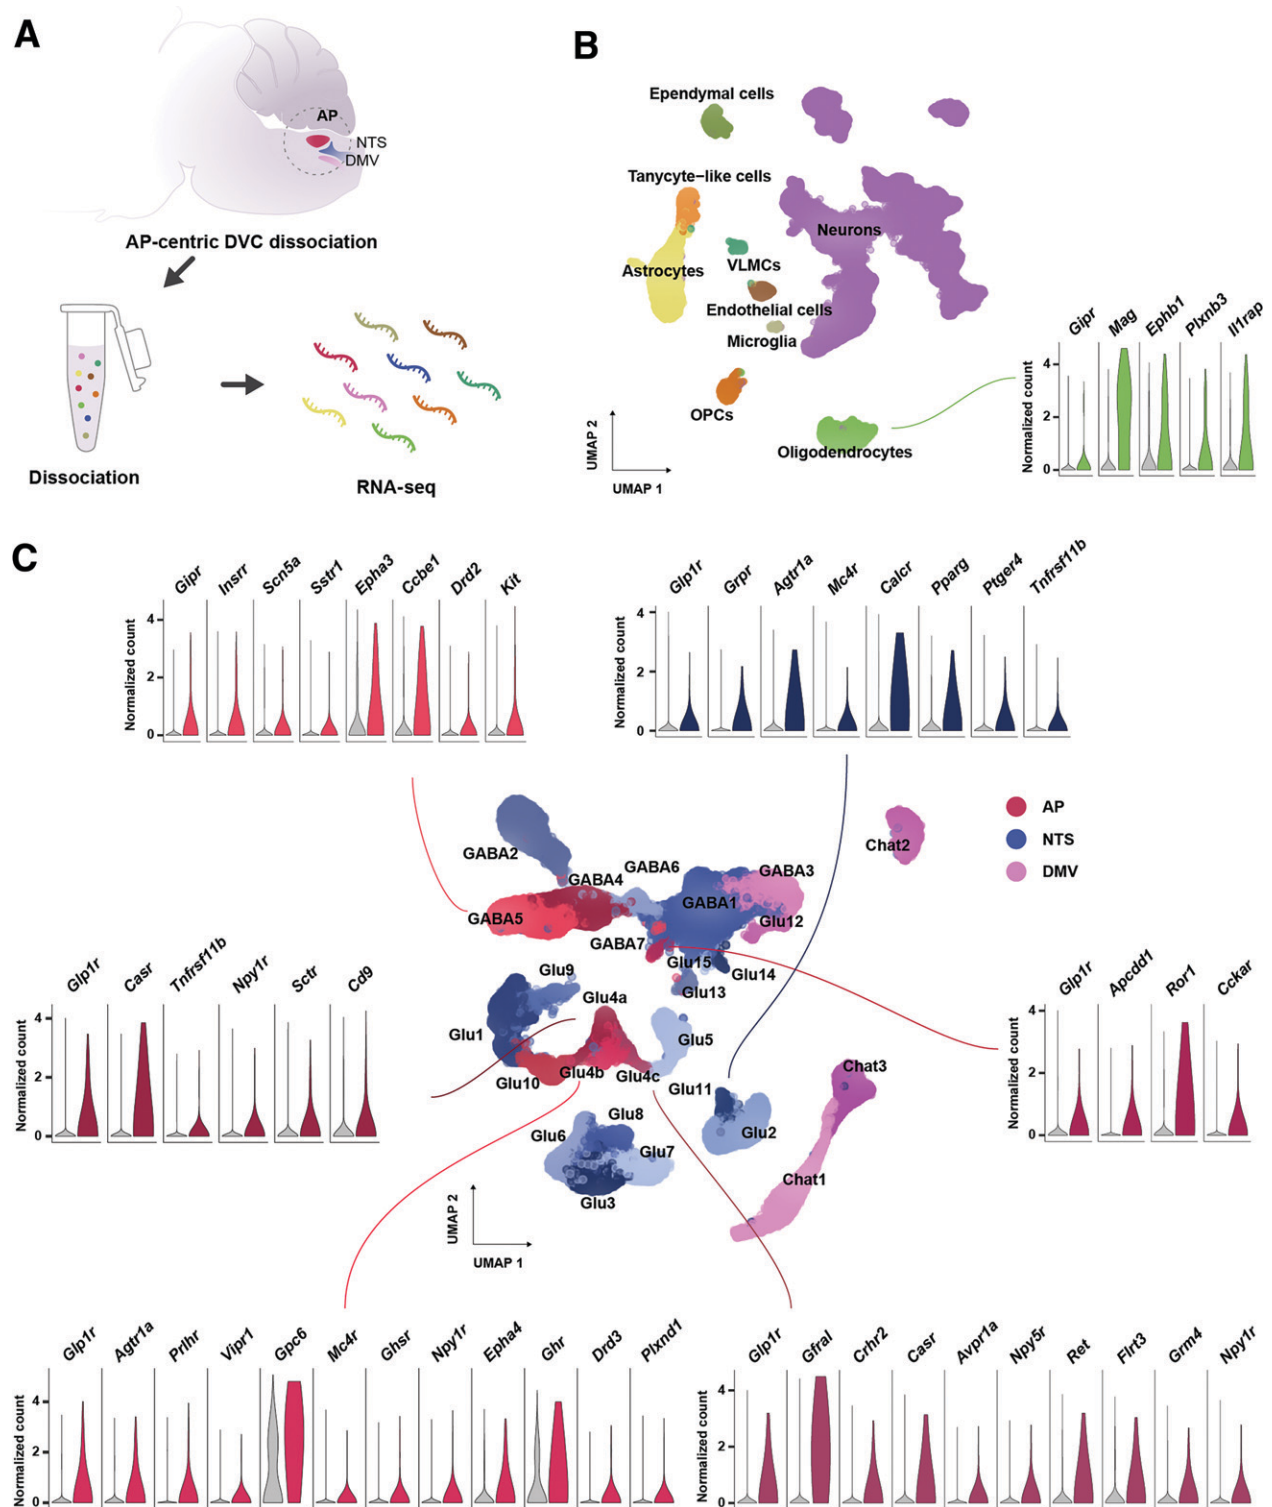 A
AP
NTS
DMV
AP-centric DVC dissociation
Dissociation
RNA-seq
B
Ependymal cells
Tanycyte-like cells
Neurons
Astrocytes
VLMCs
Endothelial cells
Microglia
OPCs
Oligodendrocytes
UMAP 2
UMAP 1
Gipr Mag Ephb1 Plxnb3 Il1rap
Normalized count
4
2
0
C
Gipr Insrr Scn5a Sstr1 Epha3 Ccbe1 Drd2 Kit
Normalized count
4
2
0
Glp1r Grpr Agtr1a Mc4r Calcr Pparg Ptger4 Tnfrsf11b
Normalized count
4
2
0
AP
NTS
DMV
Chat2
GABA2
GABA6
GABA4
GABA3
GABA1
GABA5
Glu12
GABA7
Glu15
Glu14
Glu9
Glu13
Glu4a
Glu1
Glu5
Glu10
Glu4b
Glu4c
Glu11
Chat3
Glu8
Glu6
Glu2
Glu7
Chat1
Glu3
UMAP 2
UMAP 1
Glp1r Casr Tnfrsf11b Npy1r Sctr Cd9
Normalized count
4
2
0
Glp1r Apcdd1 Ror1 Cckar
Normalized count
4
2
0
Glp1r Agtr1a Prlhr Vipr1 Gpc6 Mc4r Ghsr Npy1r Epha4 Ghr Drd3 Plxnd1
Normalized count
4
2
0
Glp1r Gfral Crhr2 Casr Avpr1a Npy5r Ret Flrt3 Grm4 Npy1r
Normalized count
4
2
0